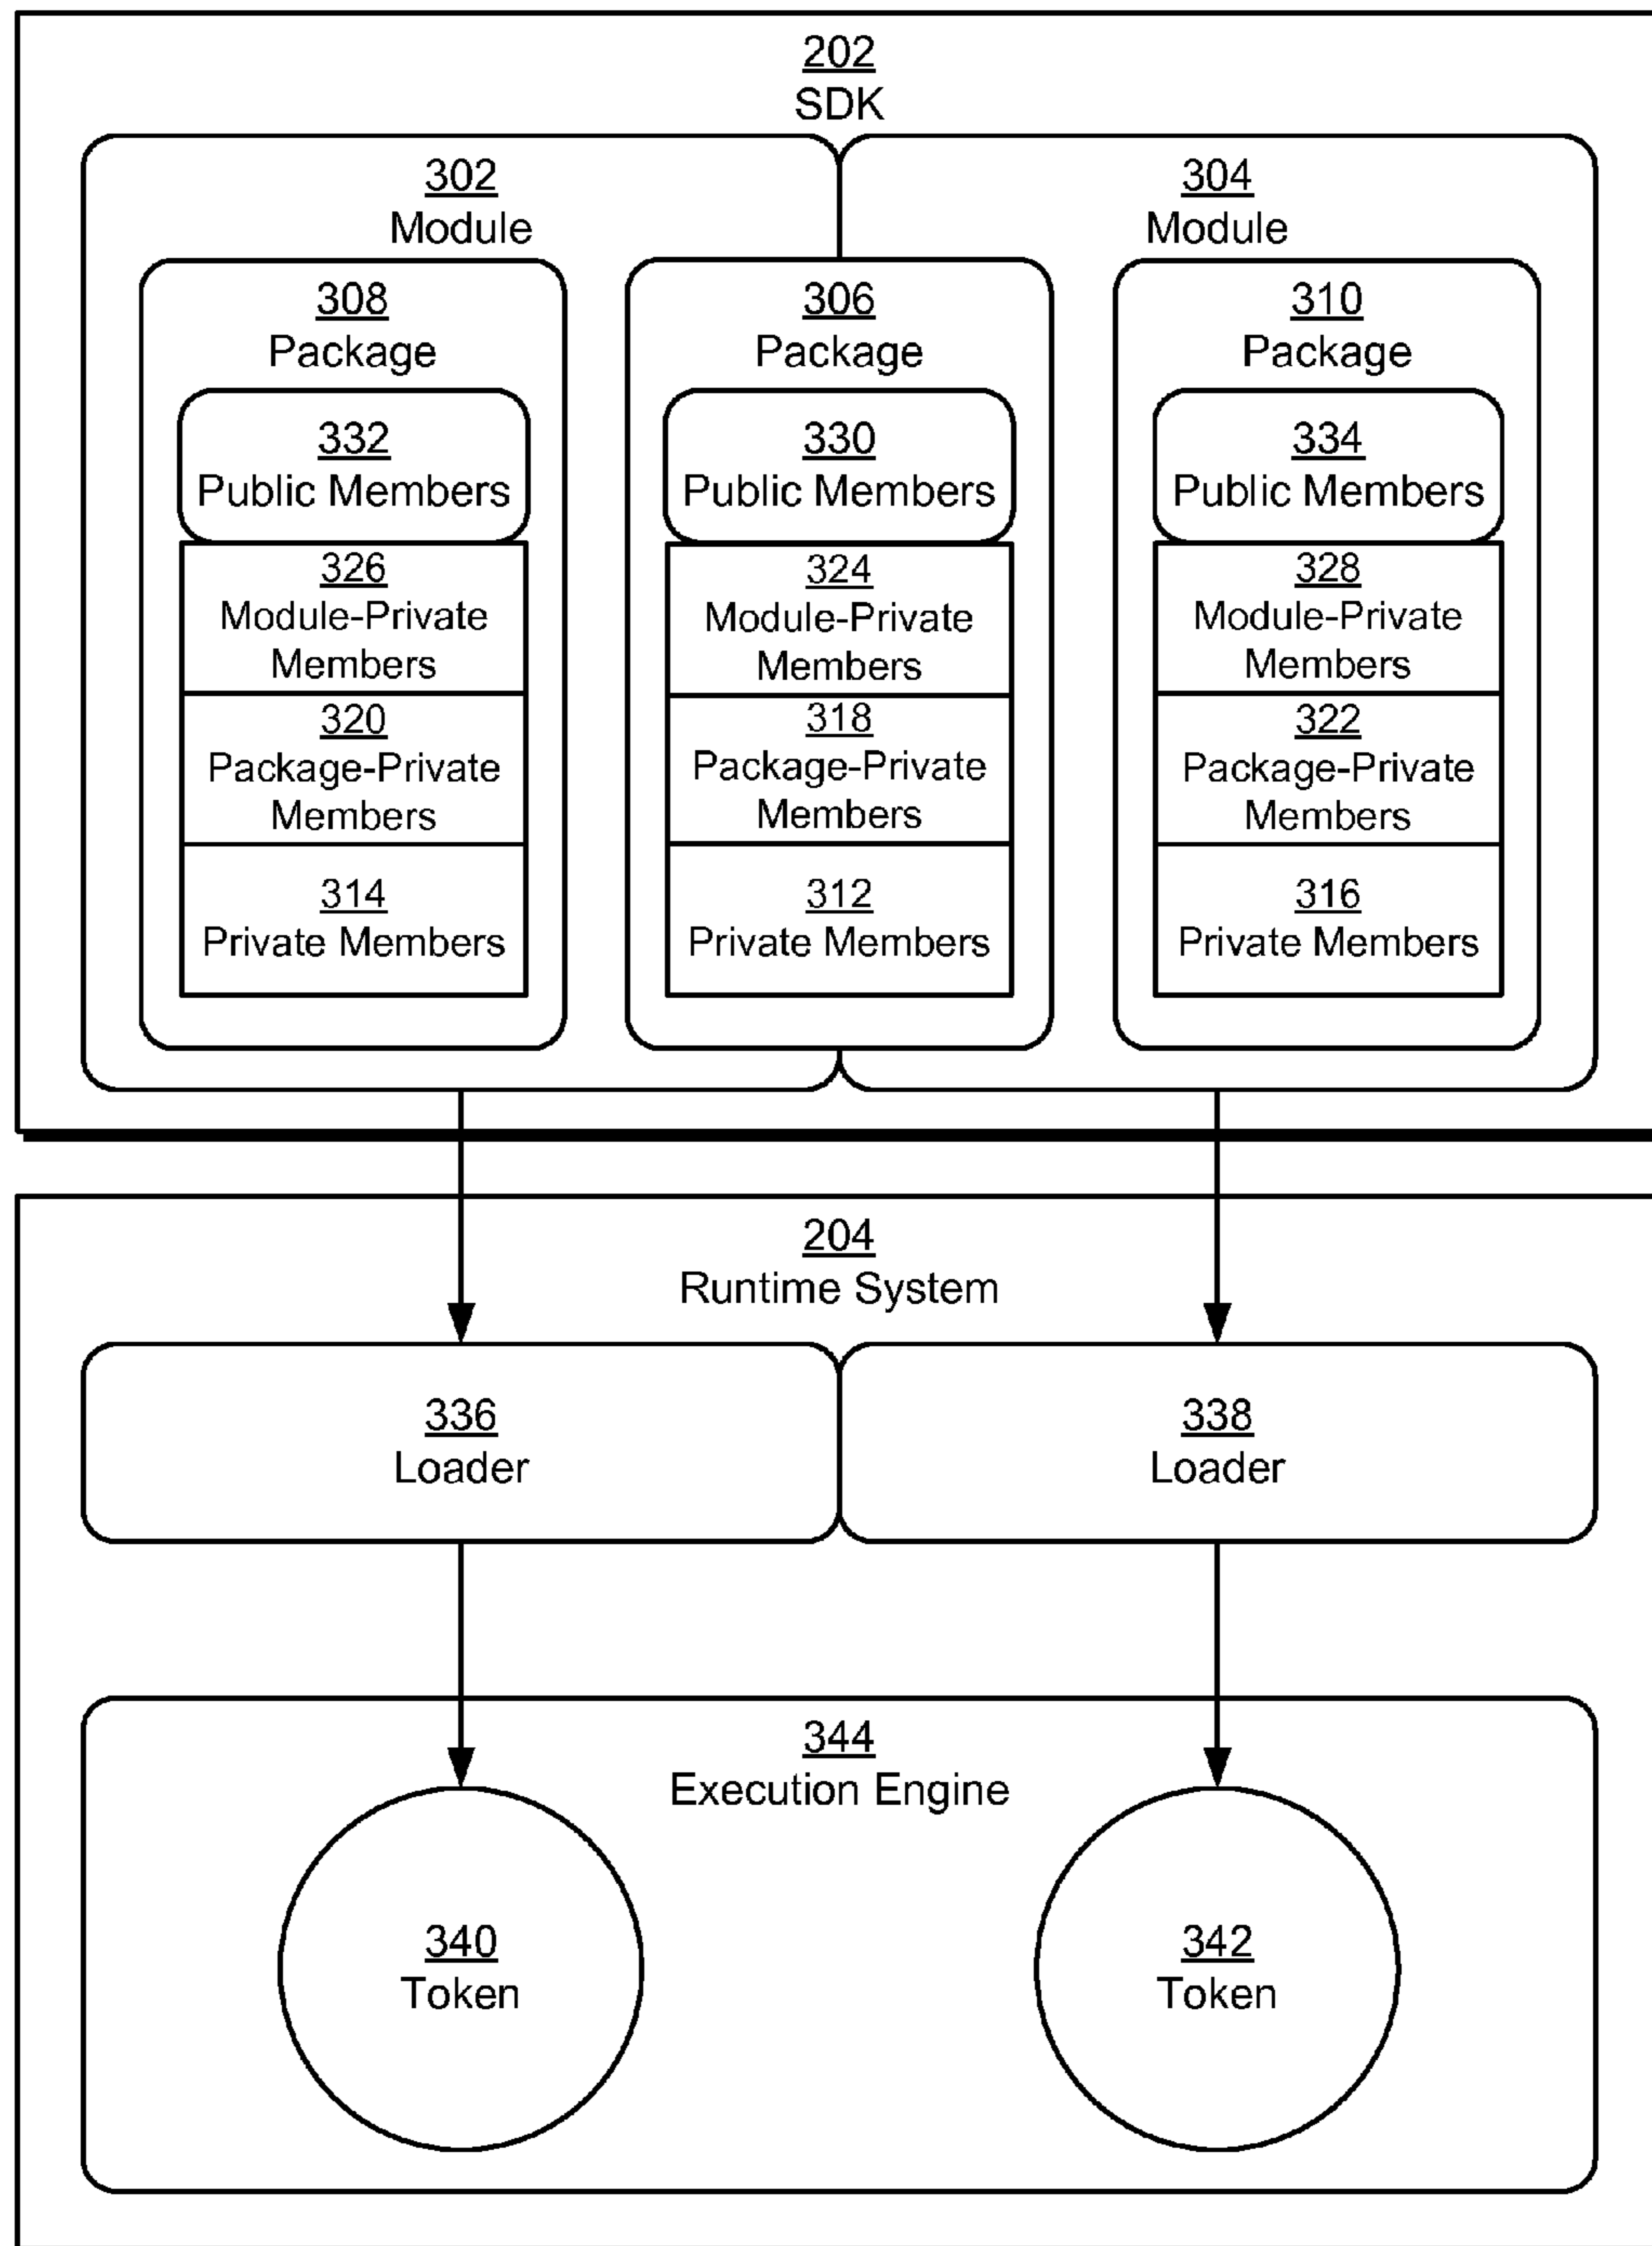 202
SDK
302
Module
304
Module
308
Package
306
Package
310
Package
332
Public Members
330
Public Members
334
Public Members
326
Module-Private
Members
324
Module-Private
Members
328
Module-Private
Members
320
Package-Private
Members
318
Package-Private
Members
322
Package-Private
Members
314
Private Members
312
Private Members
316
Private Members
204
Runtime System
336
Loader
338
Loader
344
Execution Engine
340
Token
342
Token